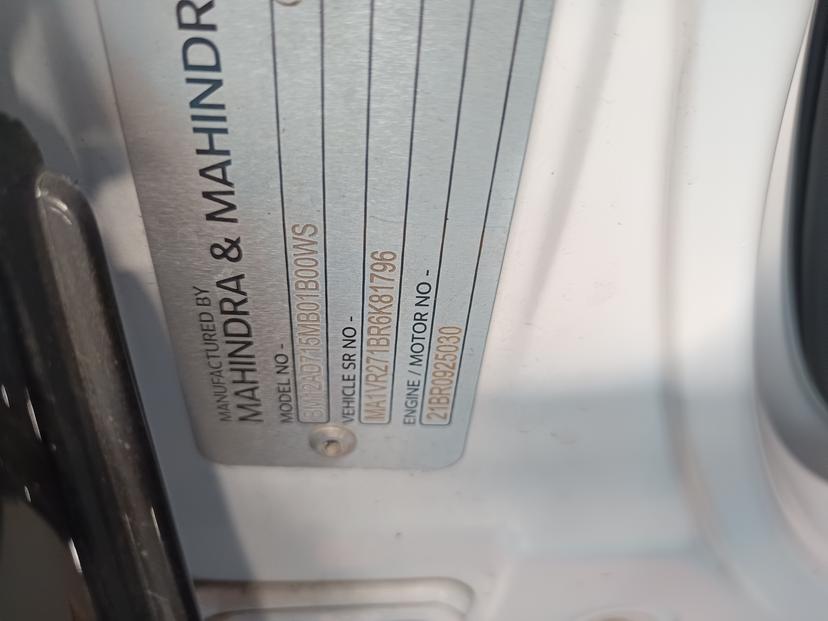 MANUFACTURED BY
MAHINDRA & MAHINDR
MODEL NO -
VEHICLE SR NO -
MA1VR271BR6K81796
ENGINE / MOTOR NO -
21BR0925030